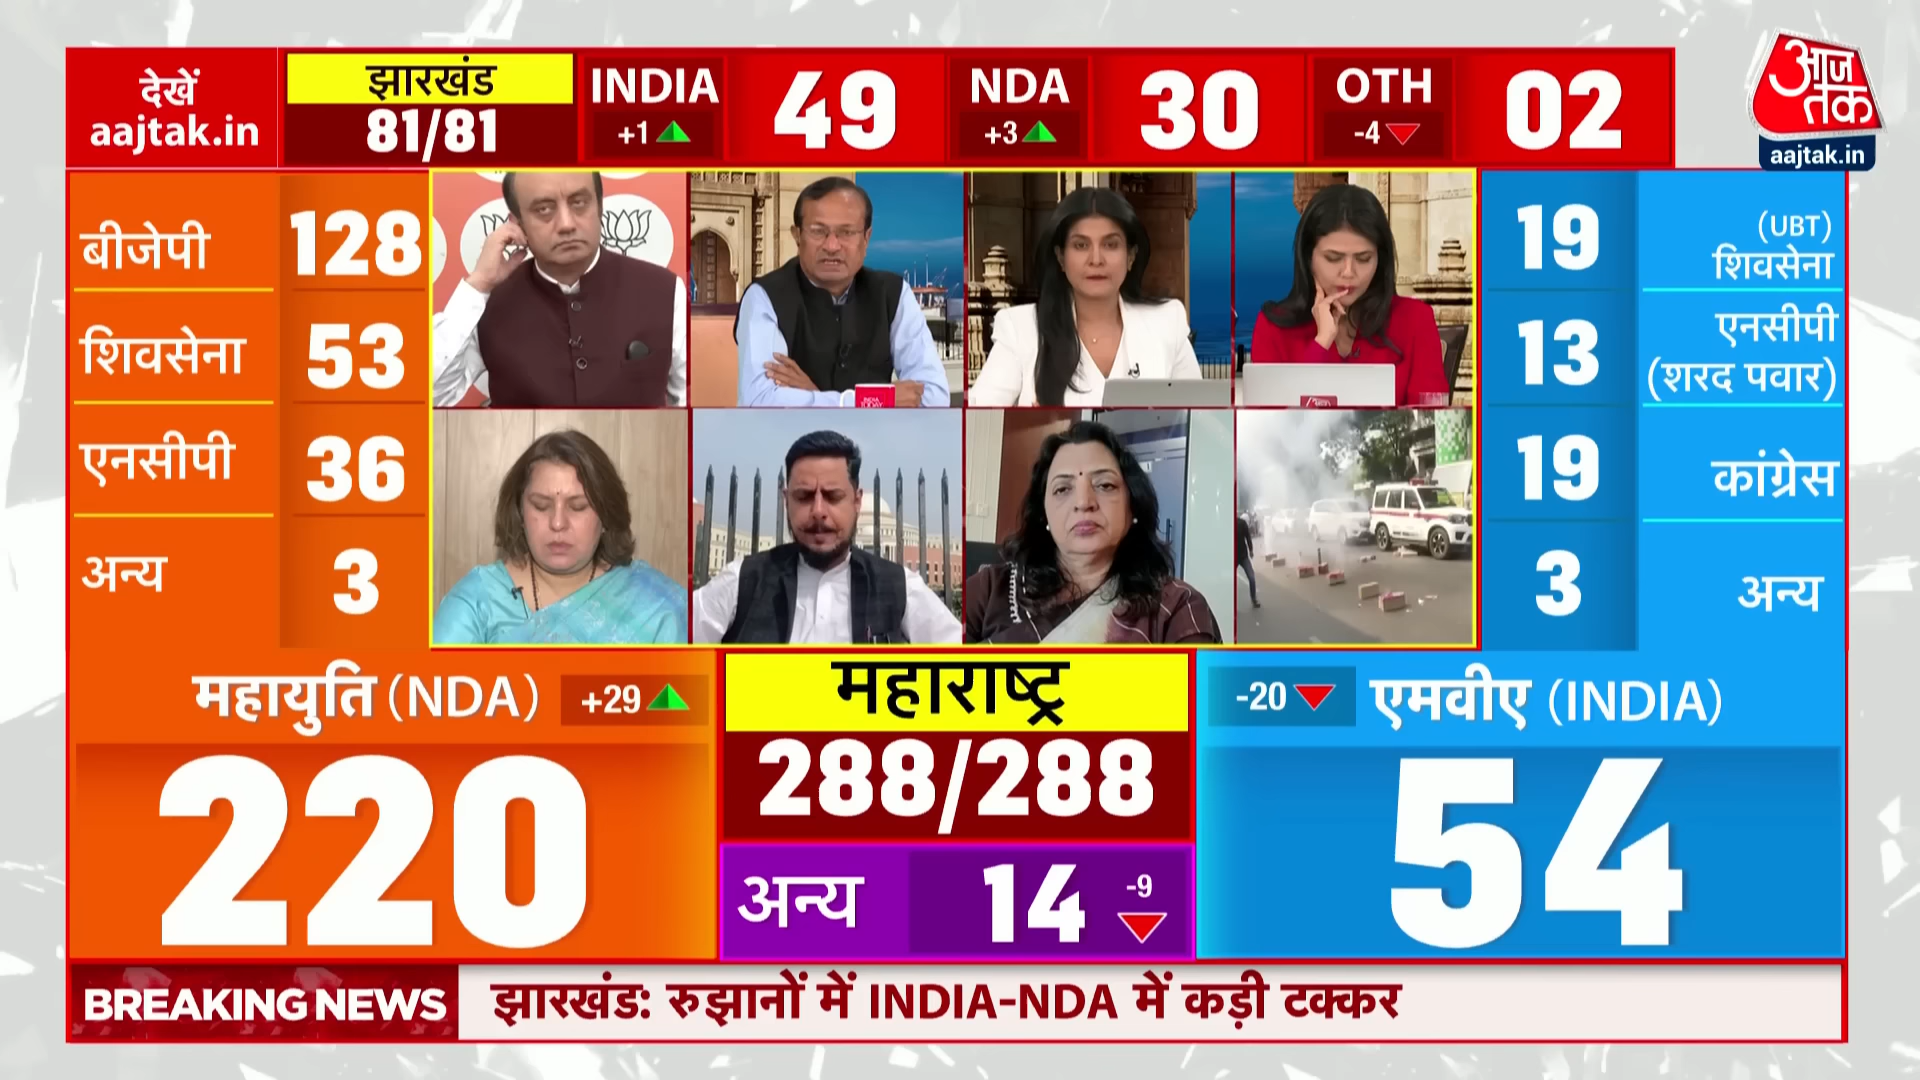 देखें
aajtak.in
झारखंड
81/81
INDIA
+1
49
NDA
+3
30
OTH
-4
02
आज
तक
aajtak.in
बीजेपी 128
शिवसेना 53
एनसीपी 36
अन्य 3
19 (UBT)
शिवसेना
13 एनसीपी
(शरद पवार)
19 कांग्रेस
3 अन्य
INDIA
TODAY
महायुति (NDA) +29
220
महाराष्ट्र
288/288
अन्य 14 -9
-20 एमवीए (INDIA)
54
BREAKING NEWS
झारखंड: रुझानों में INDIA-NDA में कड़ी टक्कर